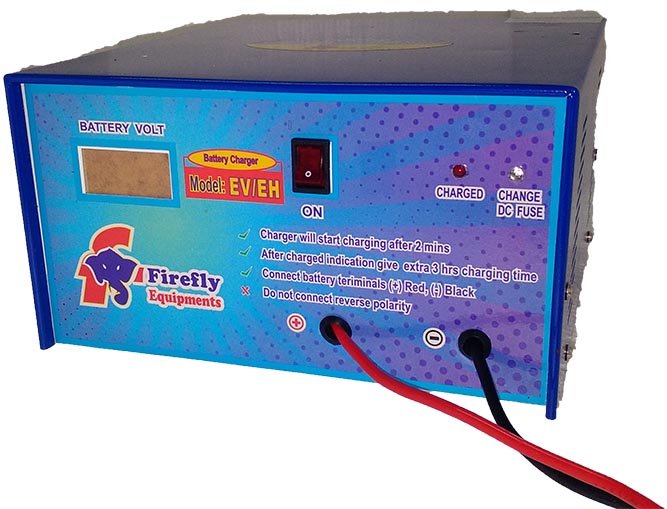 BATTERY VOLT
Battery Charger
Model: EV/EH
ON
CHARGED
CHANGE
DC FUSE
Charger will start charging after 2 mins
After charged indication give extra 3 hrs charging time
Connect battery teriminals (+) Red, (-) Black
Do not connect reverse polarity
Firefly
Equipments